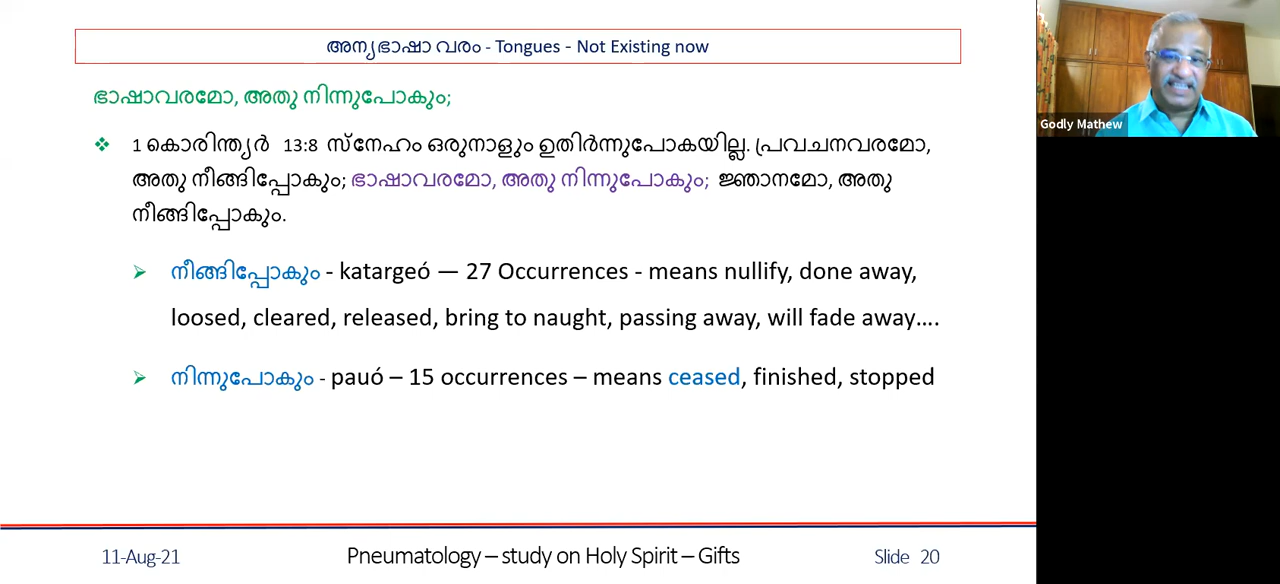 അന്യഭാഷാ വരം - Tongues - Not Existing now
ഭാഷാവരമോ, അതു നിന്നുപോകും;
1 കൊരിന്ത്യർ 13:8 സ്നേഹം ഒരുനാളും ഉതിർന്നുപോകയില്ല. പ്രവചനവരമോ,
അതു നീങ്ങിപ്പോകും; ഭാഷാവരമോ, അതു നിന്നുപോകും; ജ്ഞാനമോ, അതു
നീങ്ങിപ്പോകും.
നീങ്ങിപ്പോകും - katargeó — 27 Occurrences - means nullify, done away,
loosed, cleared, released, bring to naught, passing away, will fade away….
നിന്നുപോകും - pauó – 15 occurrences – means ceased, finished, stopped
11-Aug-21 Pneumatology – study on Holy Spirit – Gifts Slide 20
Godly Mathew